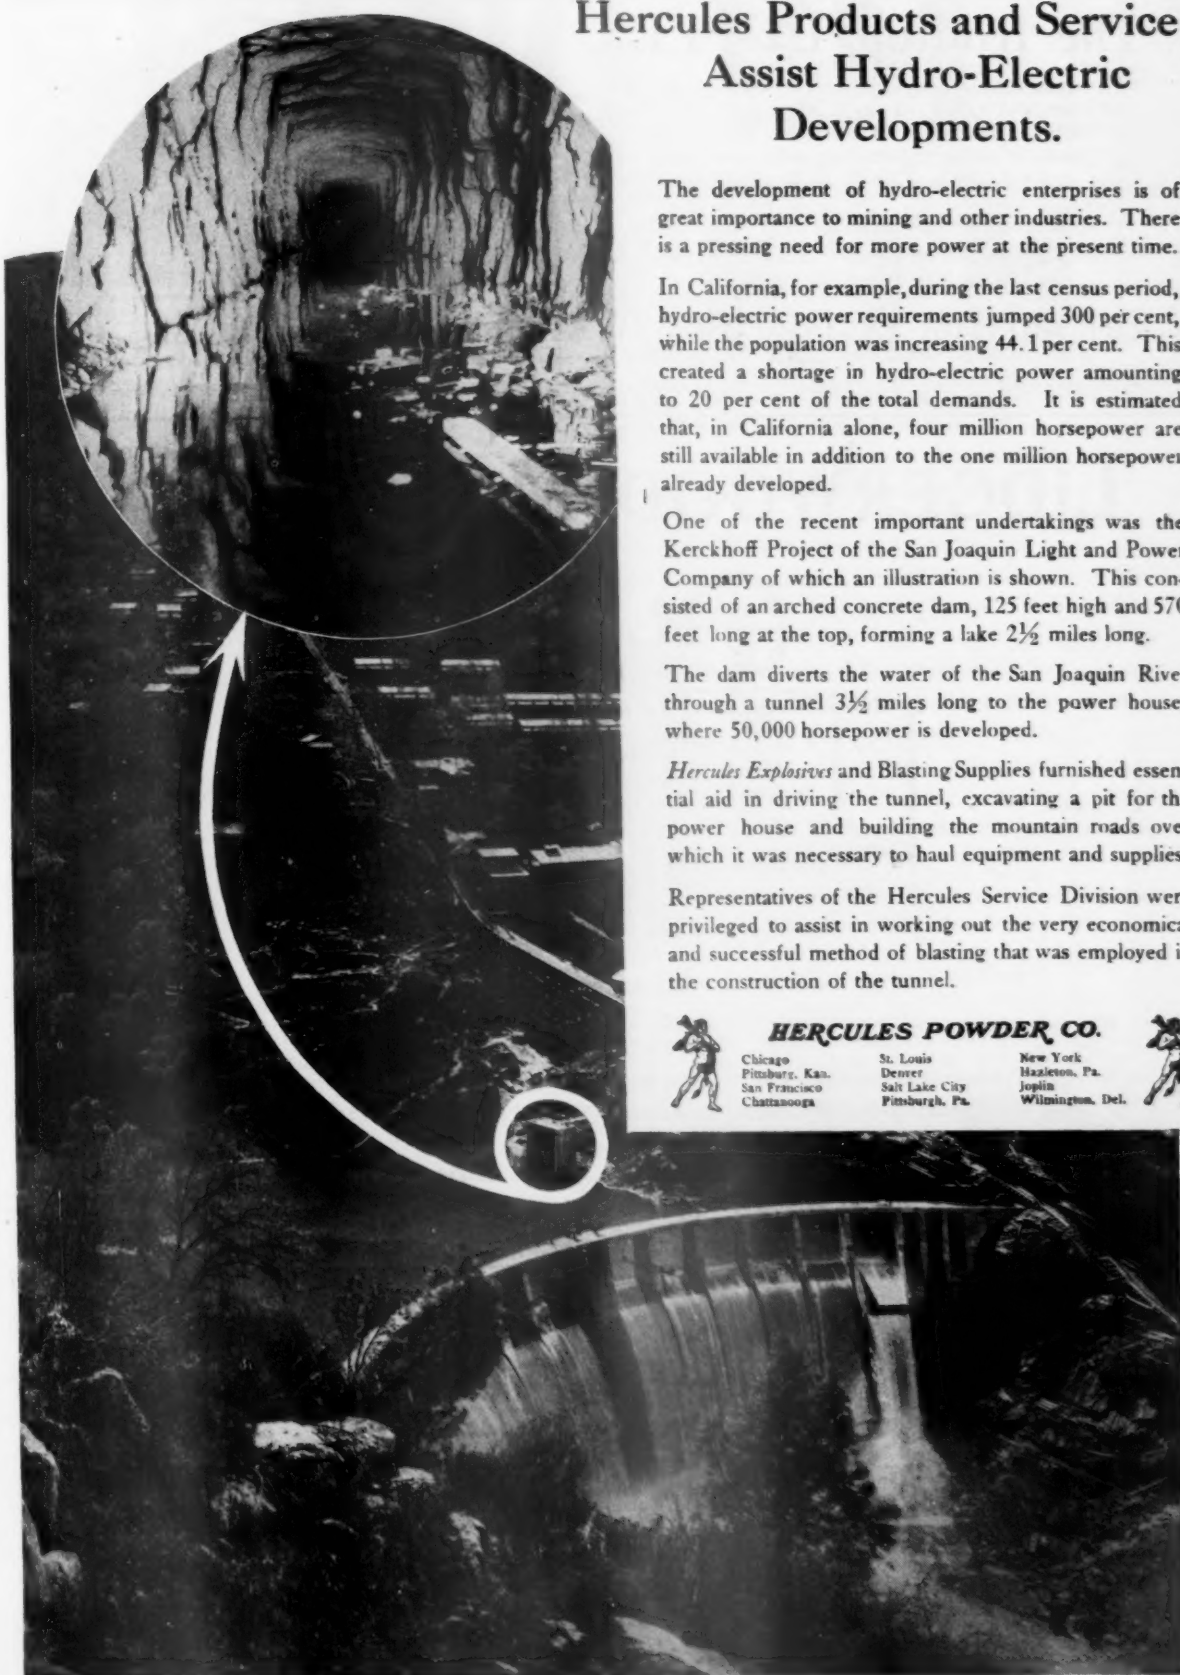 Hercules Products and Service
Assist Hydro-Electric
Developments.
The development of hydro-electric enterprises is of
great importance to mining and other industries. There
is a pressing need for more power at the present time.
In California, for example, during the last census period,
hydro-electric power requirements jumped 300 per cent,
while the population was increasing 44.1 per cent. This
created a shortage in hydro-electric power amounting
to 20 per cent of the total demands. It is estimated
that, in California alone, four million horsepower are
still available in addition to the one million horsepower
already developed.
One of the recent important undertakings was the
Kerckhoff Project of the San Joaquin Light and Power
Company of which an illustration is shown. This con-
sisted of an arched concrete dam, 125 feet high and 570
feet long at the top, forming a lake 2½ miles long.
The dam diverts the water of the San Joaquin Rive
through a tunnel 3½ miles long to the power house
where 50,000 horsepower is developed.
Hercules Explosives and Blasting Supplies furnished essen
tial aid in driving the tunnel, excavating a pit for th
power house and building the mountain roads ove
which it was necessary to haul equipment and supplies
Representatives of the Hercules Service Division wer
privileged to assist in working out the very economica
and successful method of blasting that was employed i
the construction of the tunnel.
HERCULES POWDER CO.
Chicago St. Louis New York
Pittsburg, Kan. Denver Hazleton, Pa.
San Francisco Salt Lake City Joplin
Chattanooga Pittsburgh, Pa. Wilmington, Del.